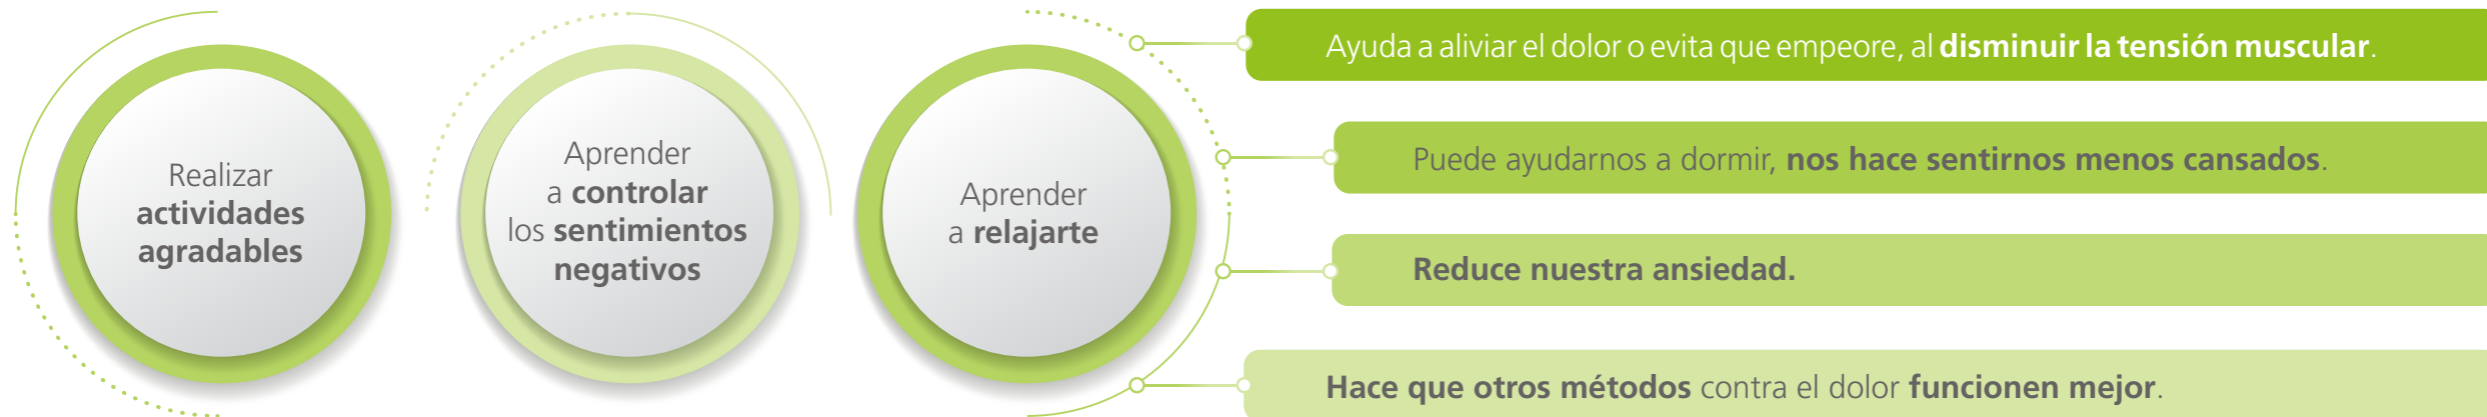 Realizar
actividades
agradables
Aprender
a controlar
los sentimientos
negativos
Aprender
a relajarte
Ayuda a aliviar el dolor o evita que empeore, al disminuir la tensión muscular.
Puede ayudarnos a dormir, nos hace sentirnos menos cansados.
Reduce nuestra ansiedad.
Hace que otros métodos contra el dolor funcionen mejor.